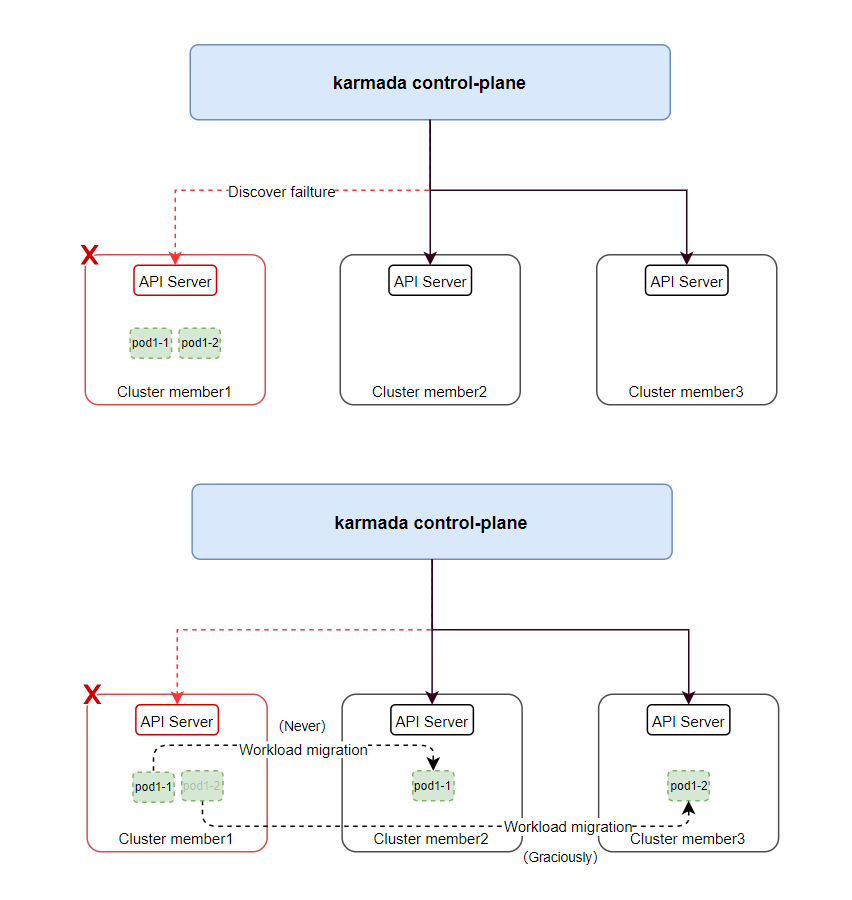 karmada control-plane
Discover failture
X
API Server
API Server
API Server
pod1-1
pod1-2
Cluster member1
Cluster member2
Cluster member3
karmada control-plane
X
API Server
API Server
API Server
(Never)
Workload migration
pod1-1
pod1-2
pod1-1
pod1-2
Workload migration
Cluster member1
Cluster member2
Cluster member3
(Graciously)